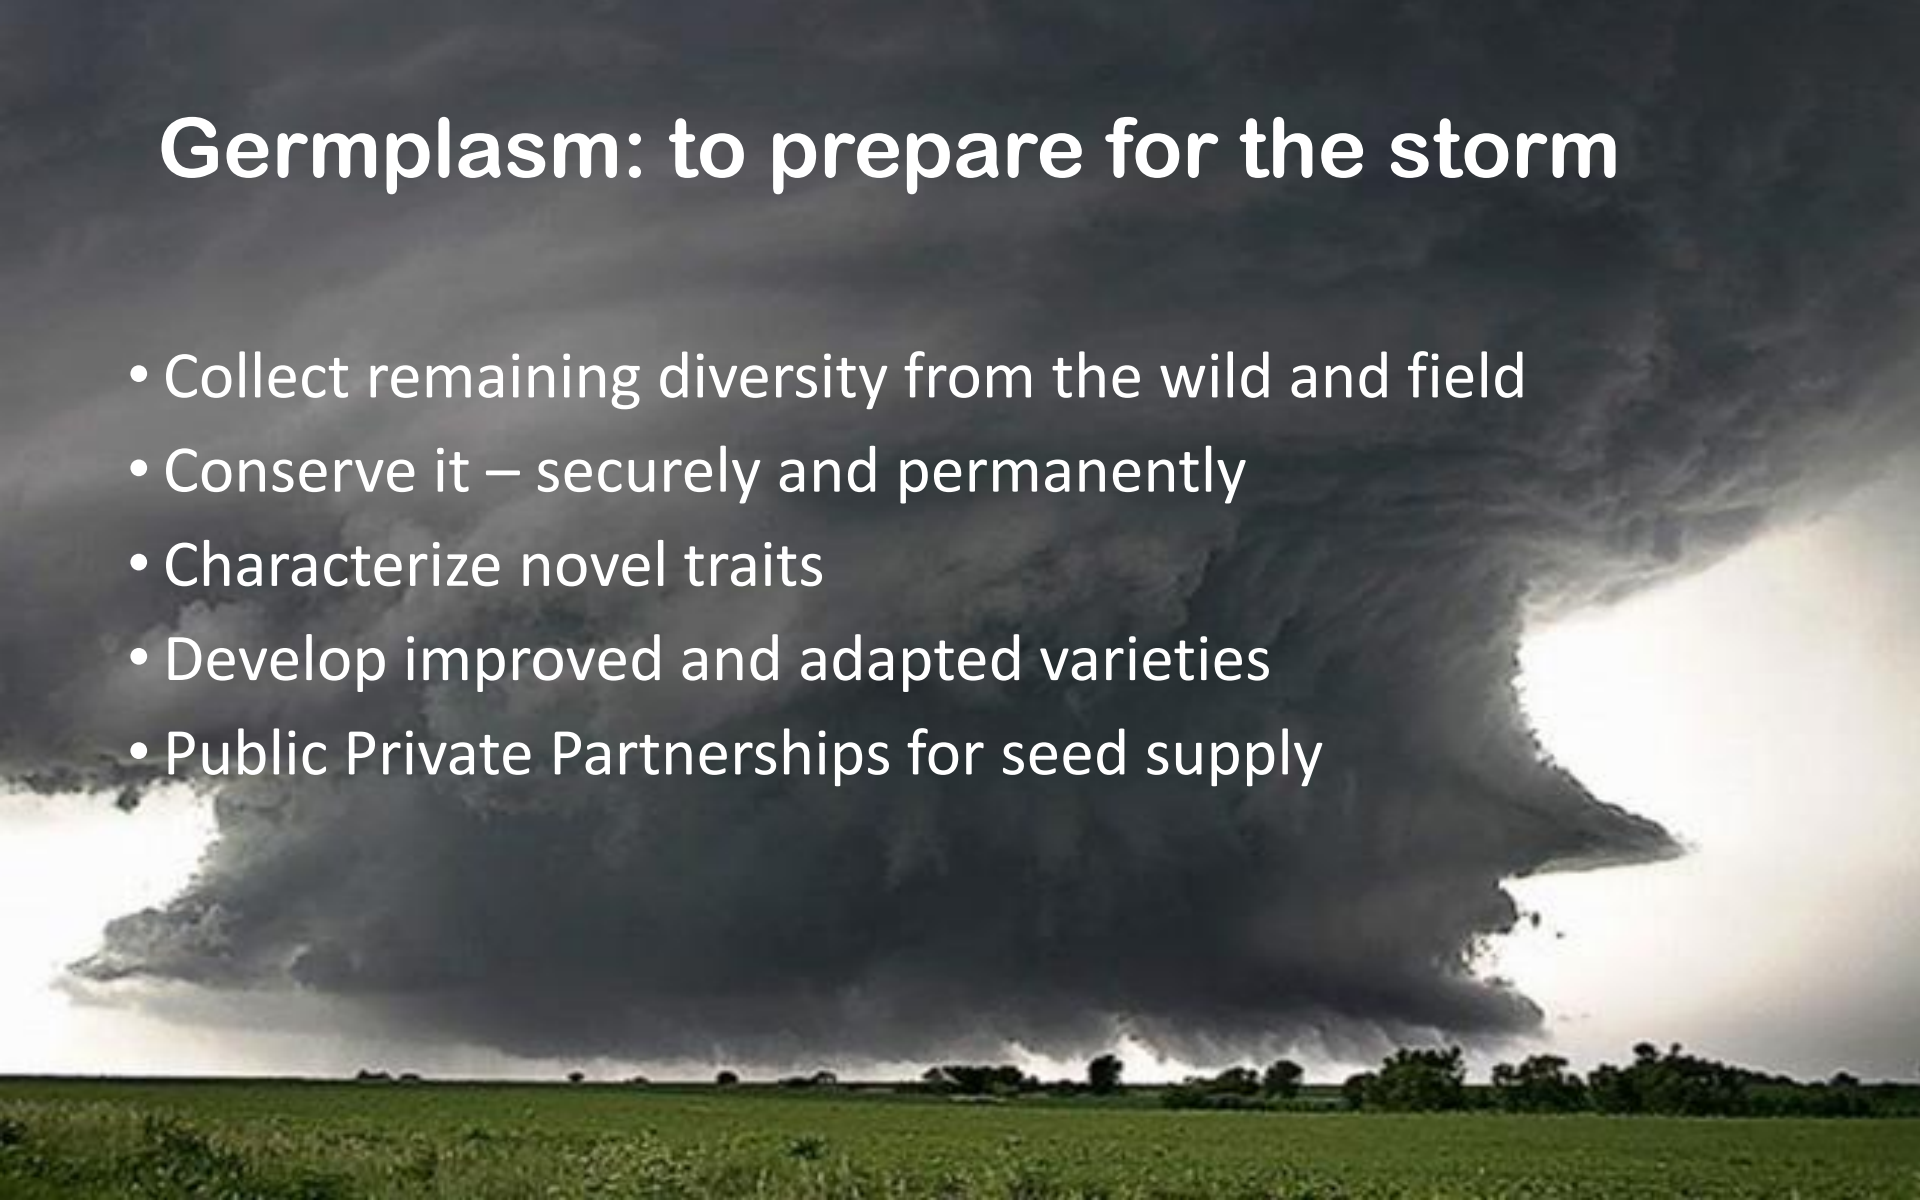 Germplasm: to prepare for the storm
• Collect remaining diversity from the wild and field
• Conserve it – securely and permanently
• Characterize novel traits
• Develop improved and adapted varieties
• Public Private Partnerships for seed supply